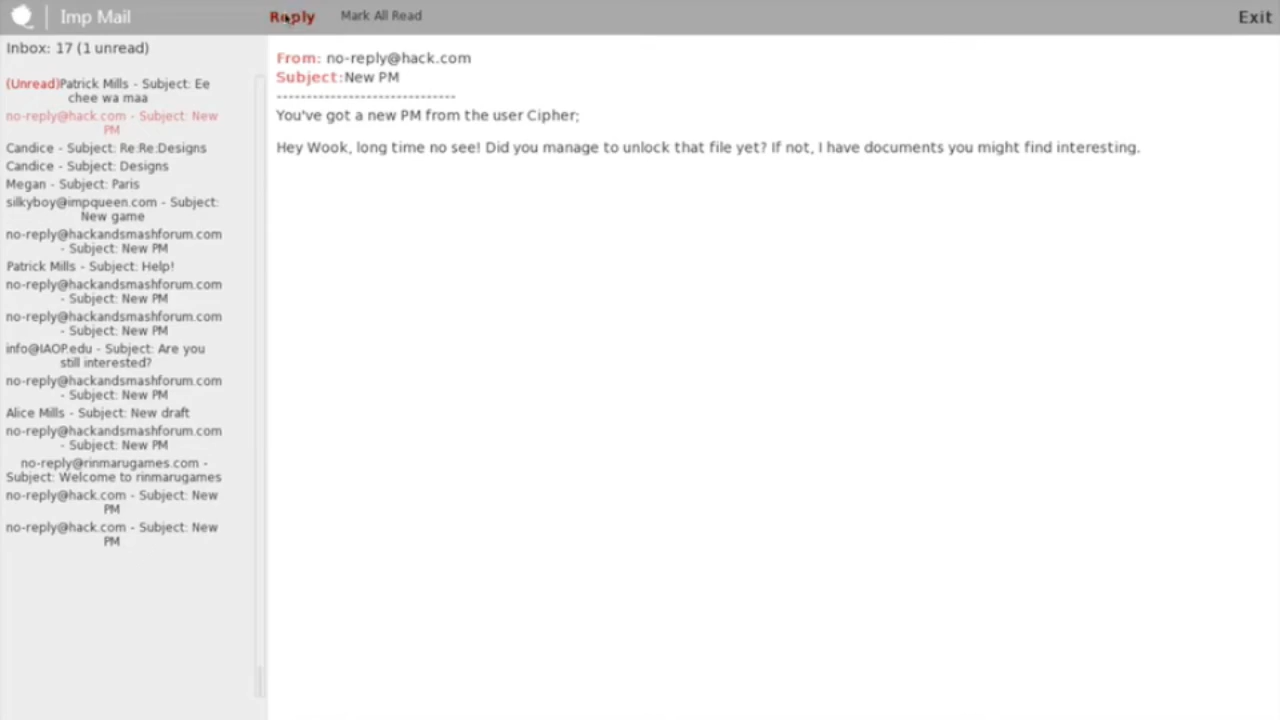 Imp Mail
Reply
Mark All Read
Exit
Inbox: 17 (1 unread)
(Unread)Patrick Mills - Subject: Ee
chee wa maa
no-reply@hack.com - Subject: New
PM
Candice - Subject: Re:Re:Designs
Candice - Subject: Designs
Megan - Subject: Paris
silkyboy@impqueen.com - Subject:
New game
no-reply@hackandsmashforum.com
- Subject: New PM
Patrick Mills - Subject: Help!
no-reply@hackandsmashforum.com
- Subject: New PM
no-reply@hackandsmashforum.com
- Subject: New PM
info@IAOP.edu - Subject: Are you
still interested?
no-reply@hackandsmashforum.com
- Subject: New PM
Alice Mills - Subject: New draft
no-reply@hackandsmashforum.com
- Subject: New PM
no-reply@rinmarugames.com -
Subject: Welcome to rinmarugames
no-reply@hack.com - Subject: New
PM
no-reply@hack.com - Subject: New
PM
From: no-reply@hack.com
Subject:New PM
------------------------------
You've got a new PM from the user Cipher;
Hey Wook, long time no see! Did you manage to unlock that file yet? If not, I have documents you might find interesting.